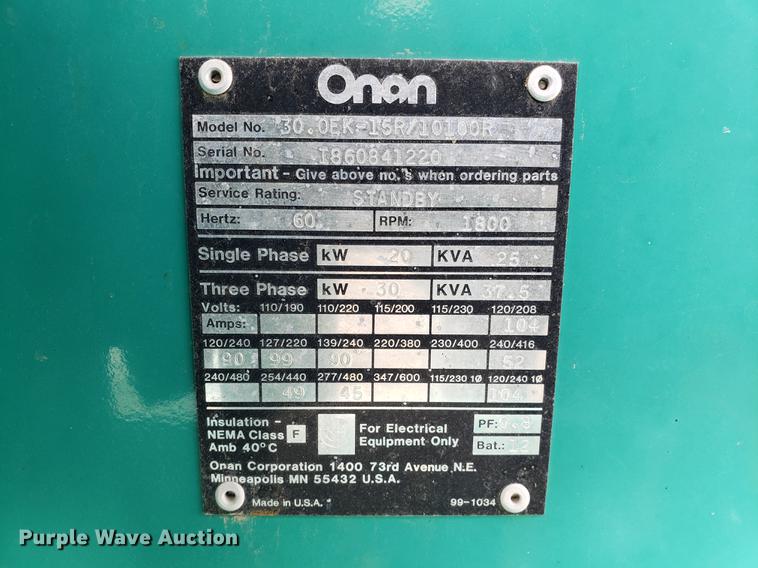 Onan
Model No. 30.0EK-15R/10100R
Serial No. I860841220
Important - Give above no.'s when ordering parts
Service Rating: STANDBY
Hertz: 60 RPM: 1800
Single Phase kW 20 KVA 25
Three Phase kW 30 KVA 37.5
Volts: 110/190 110/220 115/200 115/230 120/208
Amps: 104
120/240 127/220 139/240 220/380 230/400 240/416
90 99 90 52
240/480 254/440 277/480 347/600 115/230 1Ø 120/240 1Ø
49 45 104
Insulation -
NEMA Class F
Amb 40°C
For Electrical
Equipment Only
PF: 0.8
Bat.: 12
Onan Corporation 1400 73rd Avenue N.E.
Minneapolis MN 55432 U.S.A.
Made in U.S.A. 99-1034
Purple Wave Auction